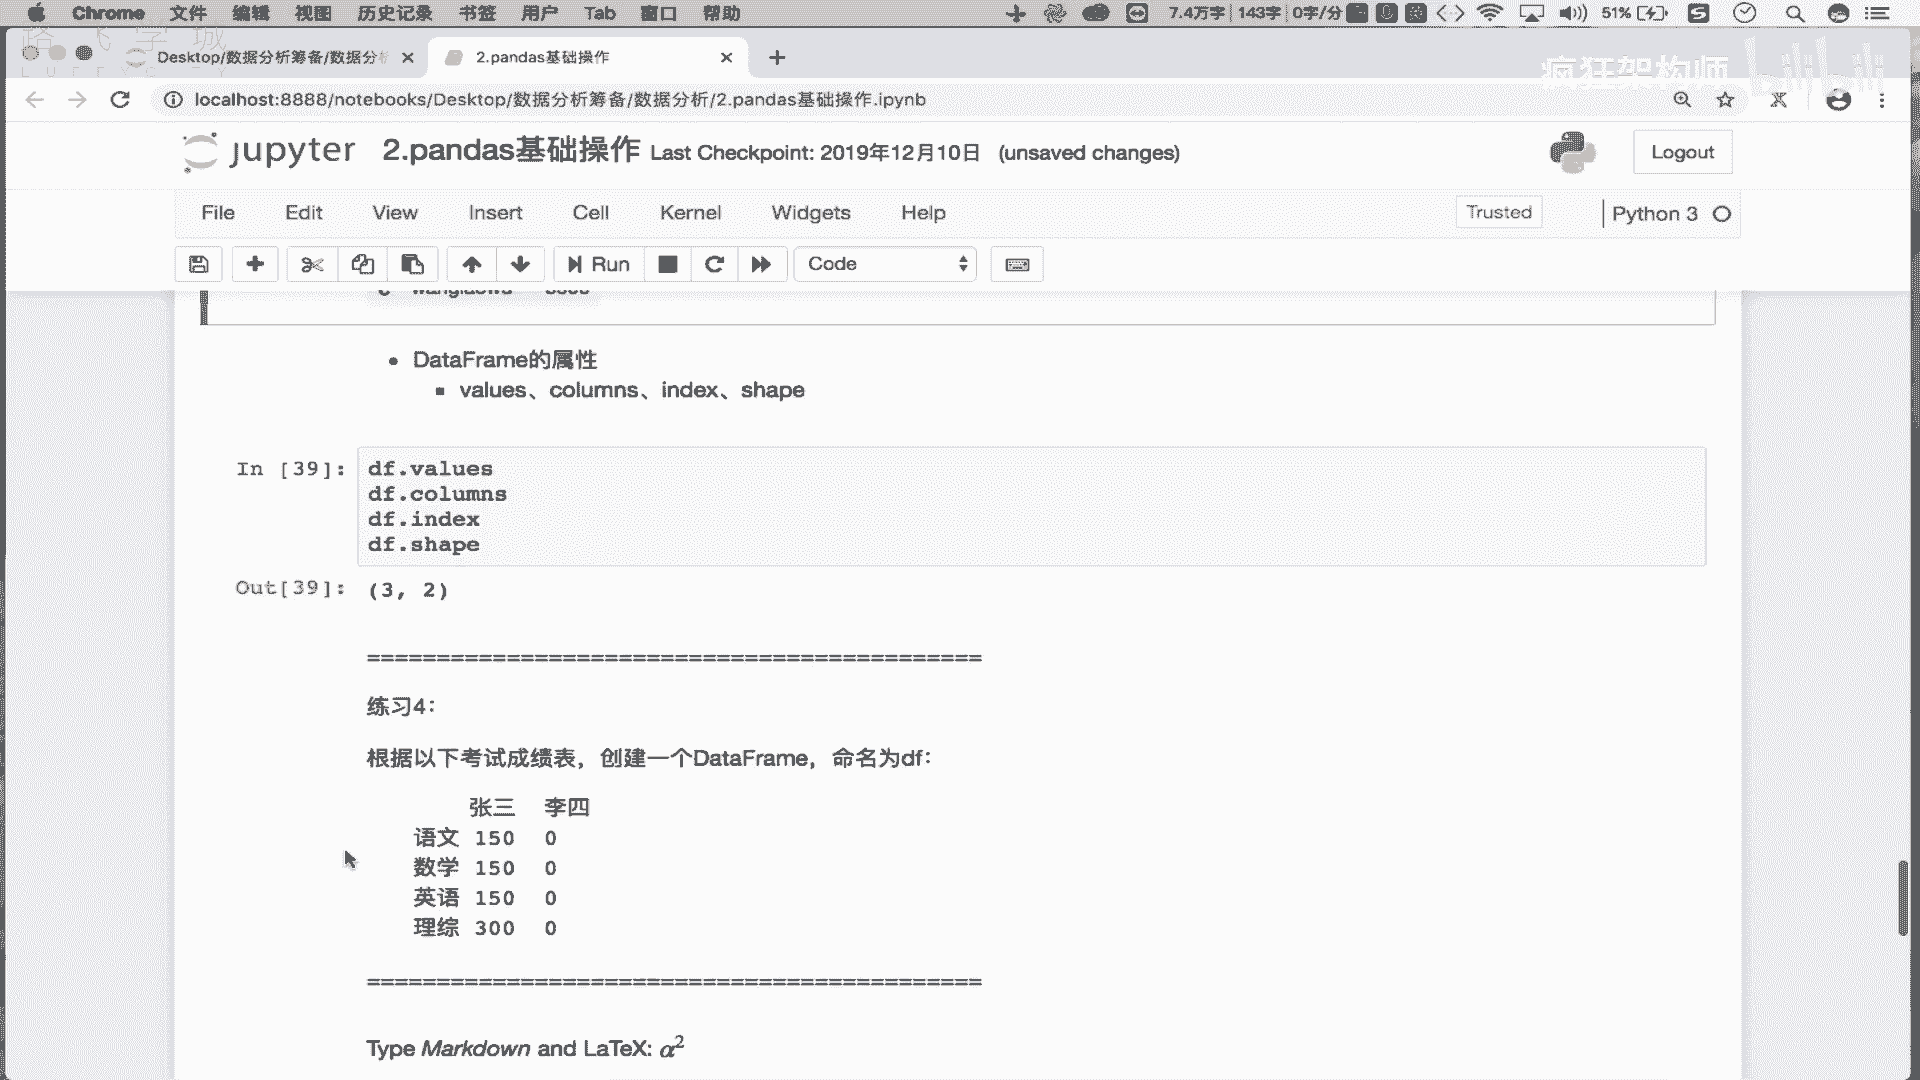 Chrome 文件 编辑 视图 历史记录 书签 用户 Tab 窗口 帮助 7.4万字 143字 0字/分 51%
Desktop/数据分析筹备/数据分析
2.pandas基础操作
疯狂架构师 bilibili
localhost:8888/notebooks/Desktop/数据分析筹备/数据分析/2.pandas基础操作.ipynb
jupyter 2.pandas基础操作 Last Checkpoint: 2019年12月10日 (unsaved changes) Logout
File Edit View Insert Cell Kernel Widgets Help Trusted Python 3
Run Code
• DataFrame的属性
▪ values、columns、index、shape
In [39]: df.values
df.columns
df.index
df.shape
Out[39]: (3, 2)
============================================
练习4：
根据以下考试成绩表，创建一个DataFrame，命名为df：
张三 李四
语文 150 0
数学 150 0
英语 150 0
理综 300 0
============================================
Type Markdown and LaTeX: α²